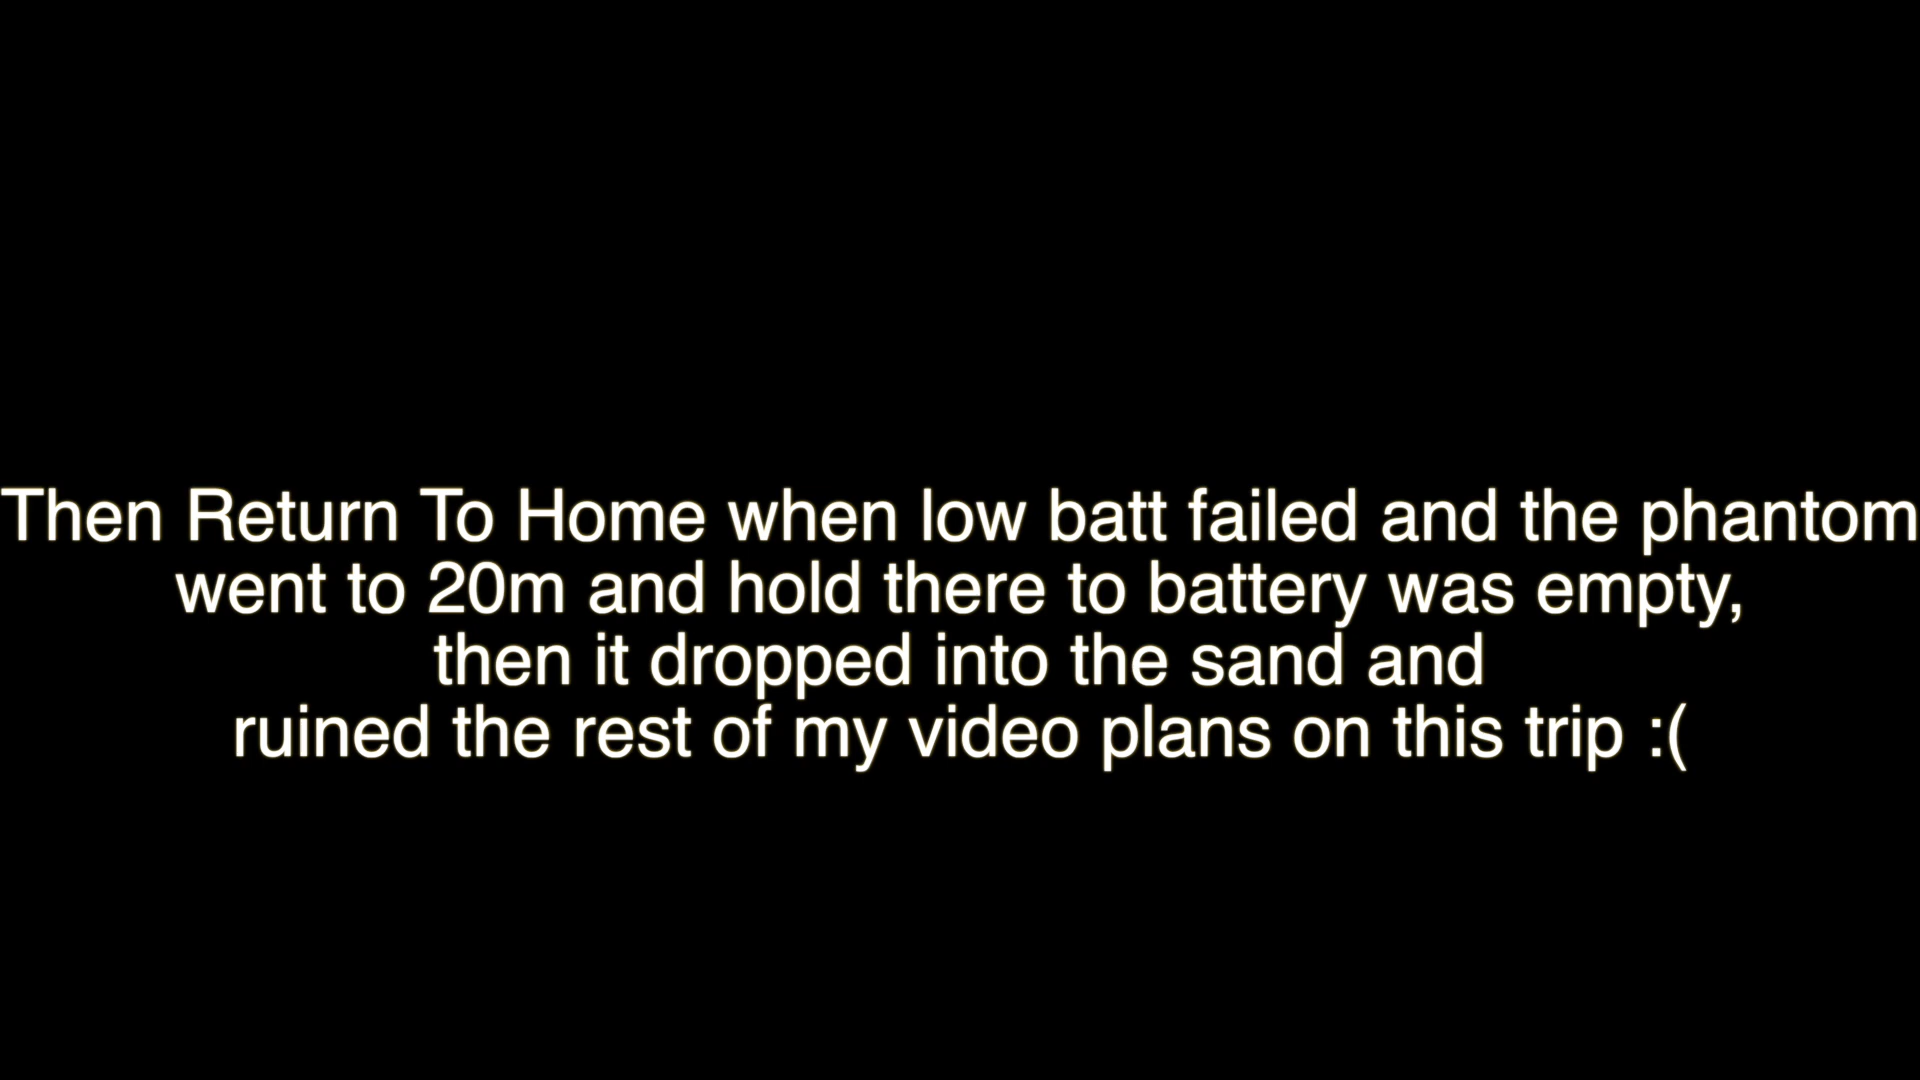 Then Return To Home when low batt failed and the phantom
went to 20m and hold there to battery was empty,
then it dropped into the sand and
ruined the rest of my video plans on this trip :(